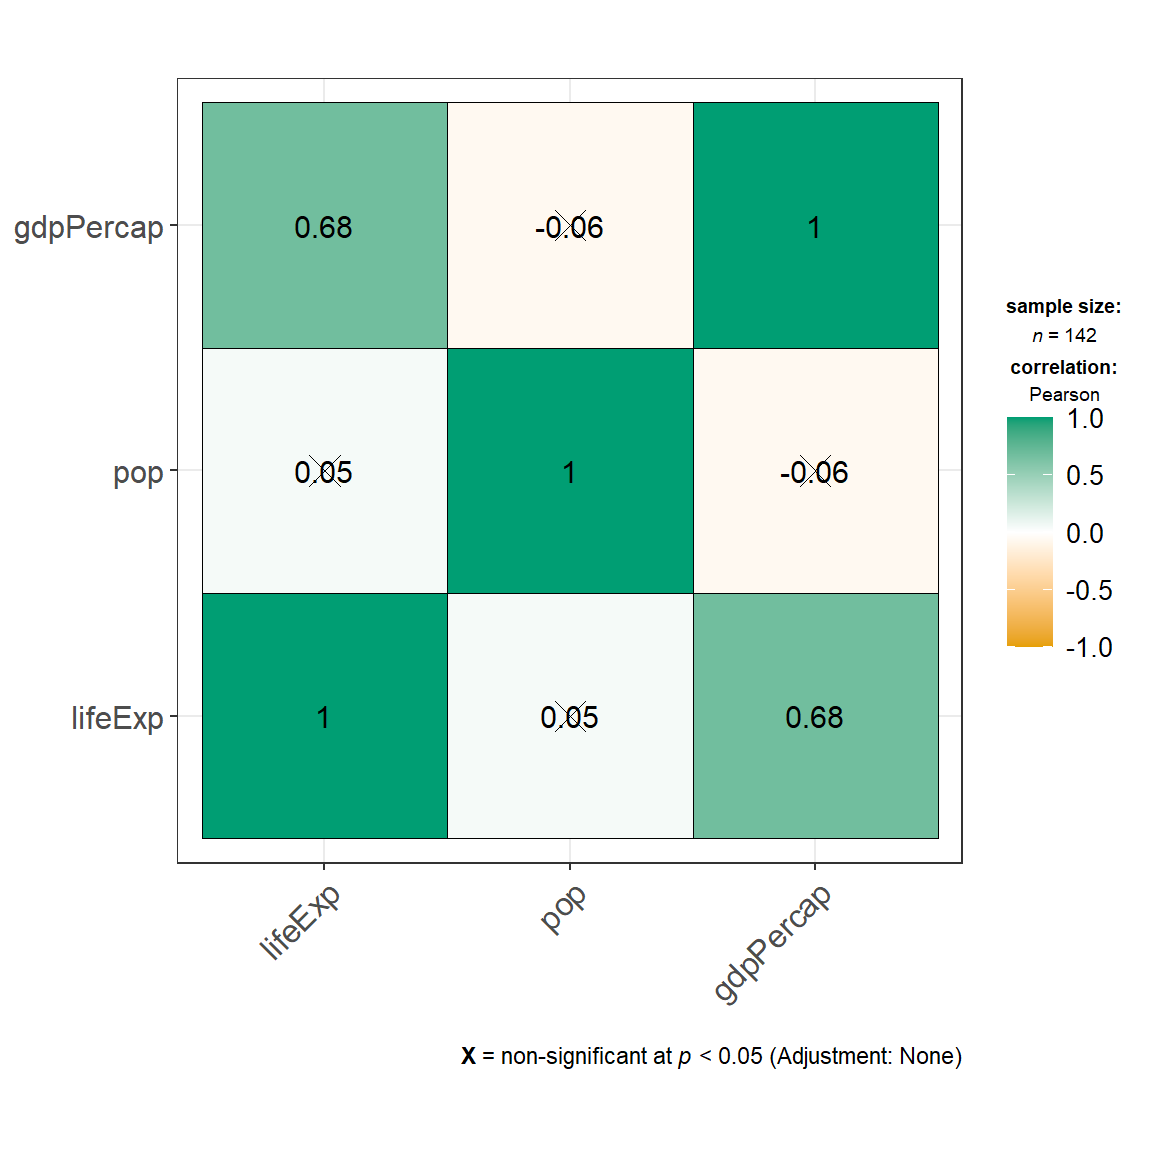 gdpPercap
0.68
-0.06
1
pop
0.05
1
-0.06
lifeExp
1
0.05
0.68
lifeExp
pop
gdpPercap
sample size:
n = 142
correlation:
Pearson
1.0
0.5
0.0
-0.5
-1.0
X = non-significant at p < 0.05 (Adjustment: None)